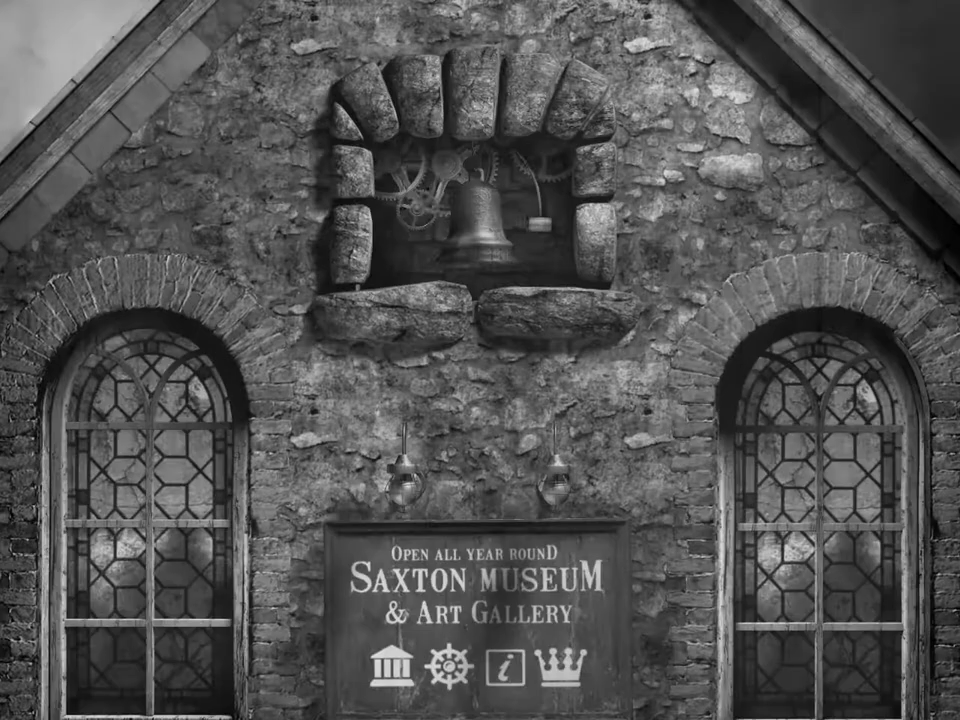 OPEN ALL YEAR ROUND
SAXTON MUSEUM
& ART GALLERY
i